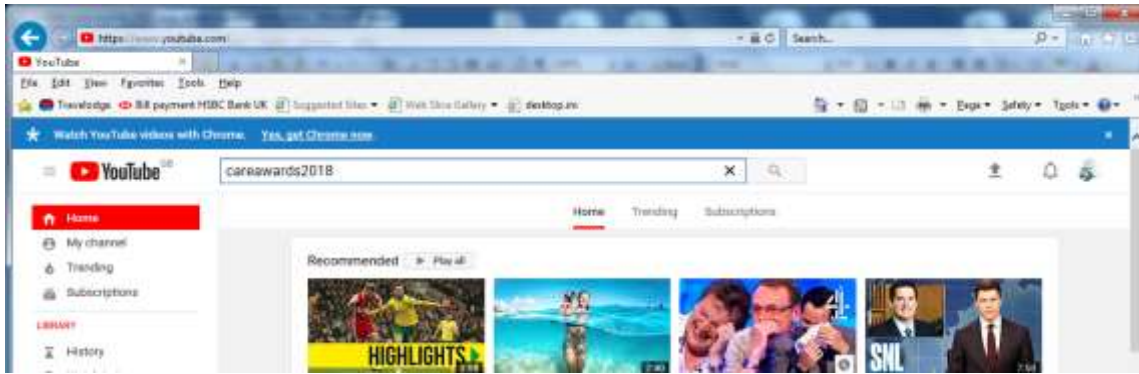 https://www.youtube.com
Search...
YouTube
File Edit View Favorites Tools Help
Travelodge Bill payment HSBC Bank UK Suggested Sites Web Slice Gallery desktop.ini Page Safety Tools
Watch YouTube videos with Chrome. Yes, get Chrome now.
YouTube GB
careawards2018
Home Trending Subscriptions
Home
My channel
Trending
Subscriptions
LIBRARY
History
Recommended Play all
HIGHLIGHTS
4
SNL